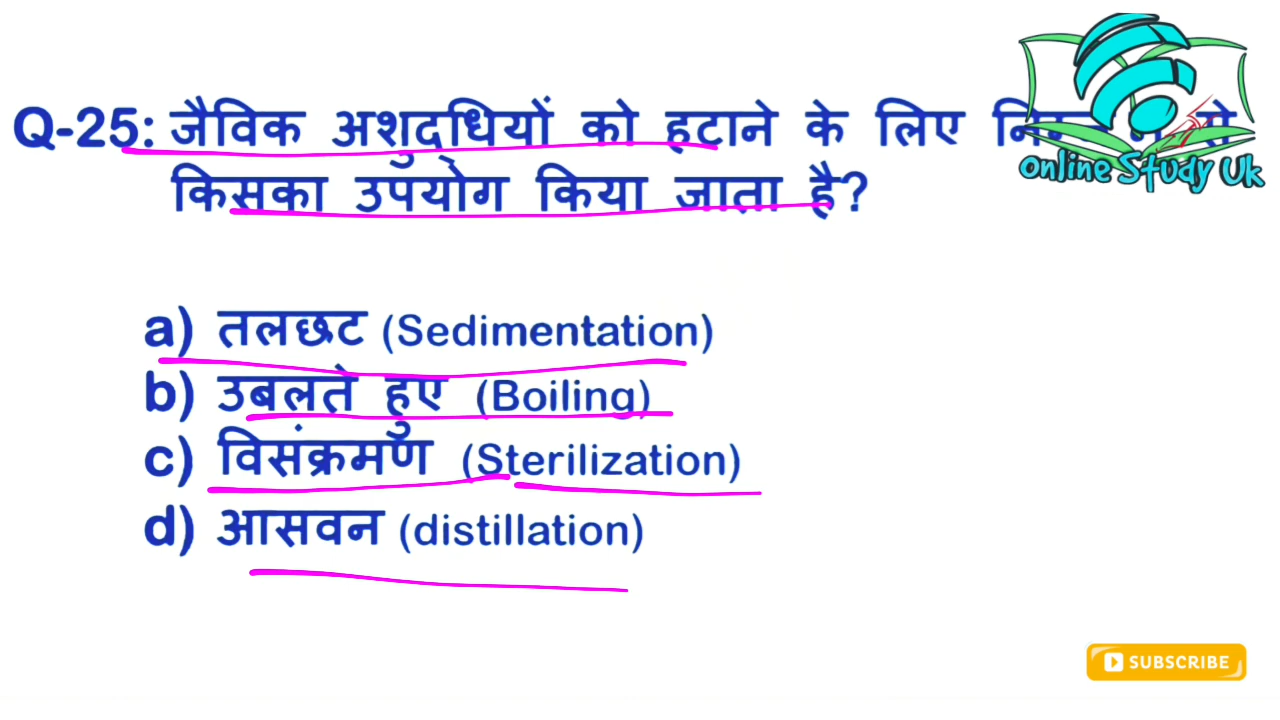 Q-25: जैविक अशुद्धियों को हटाने के लिए
किसका उपयोग किया जाता है?
a) तलछट (Sedimentation)
b) उबलते हुए (Boiling)
c) विसंक्रमण (Sterilization)
d) आसवन (distillation)
Online Study Uk
SUBSCRIBE